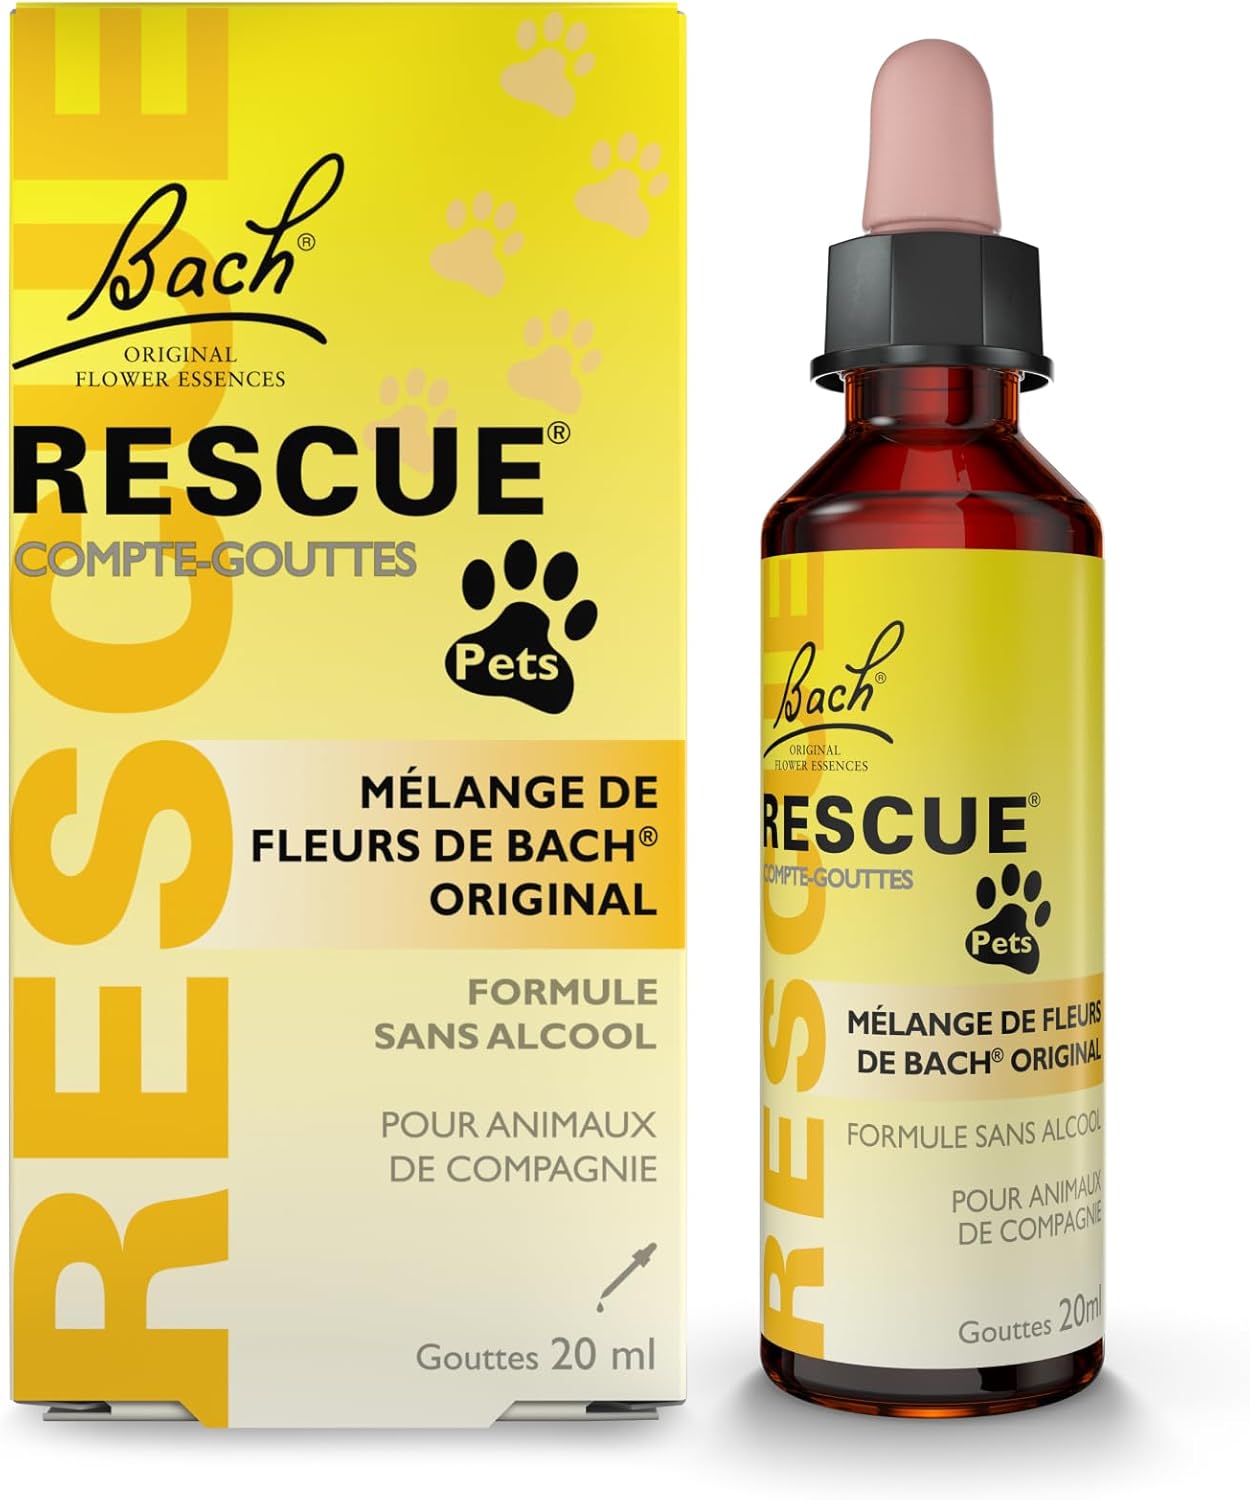 RESCUE
Bach®
ORIGINAL
FLOWER ESSENCES
RESCUE®
COMPTE-GOUTTES
Pets
MÉLANGE DE
FLEURS DE BACH®
ORIGINAL
FORMULE
SANS ALCOOL
POUR ANIMAUX
DE COMPAGNIE
Gouttes 20 ml
RESCUE
Bach®
ORIGINAL
FLOWER ESSENCES
RESCUE®
COMPTE-GOUTTES
Pets
MÉLANGE DE FLEURS
DE BACH® ORIGINAL
FORMULE SANS ALCOOL
POUR ANIMAUX
DE COMPAGNIE
Gouttes 20ml